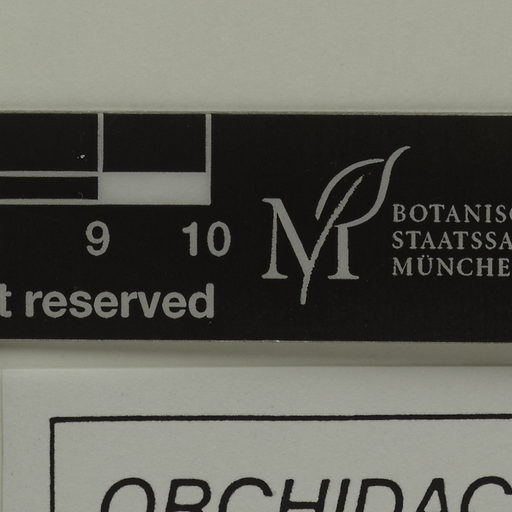 9 10
t reserved
M
BOTANISC
STAATSSA
MÜNCHE
ORCHIDAC